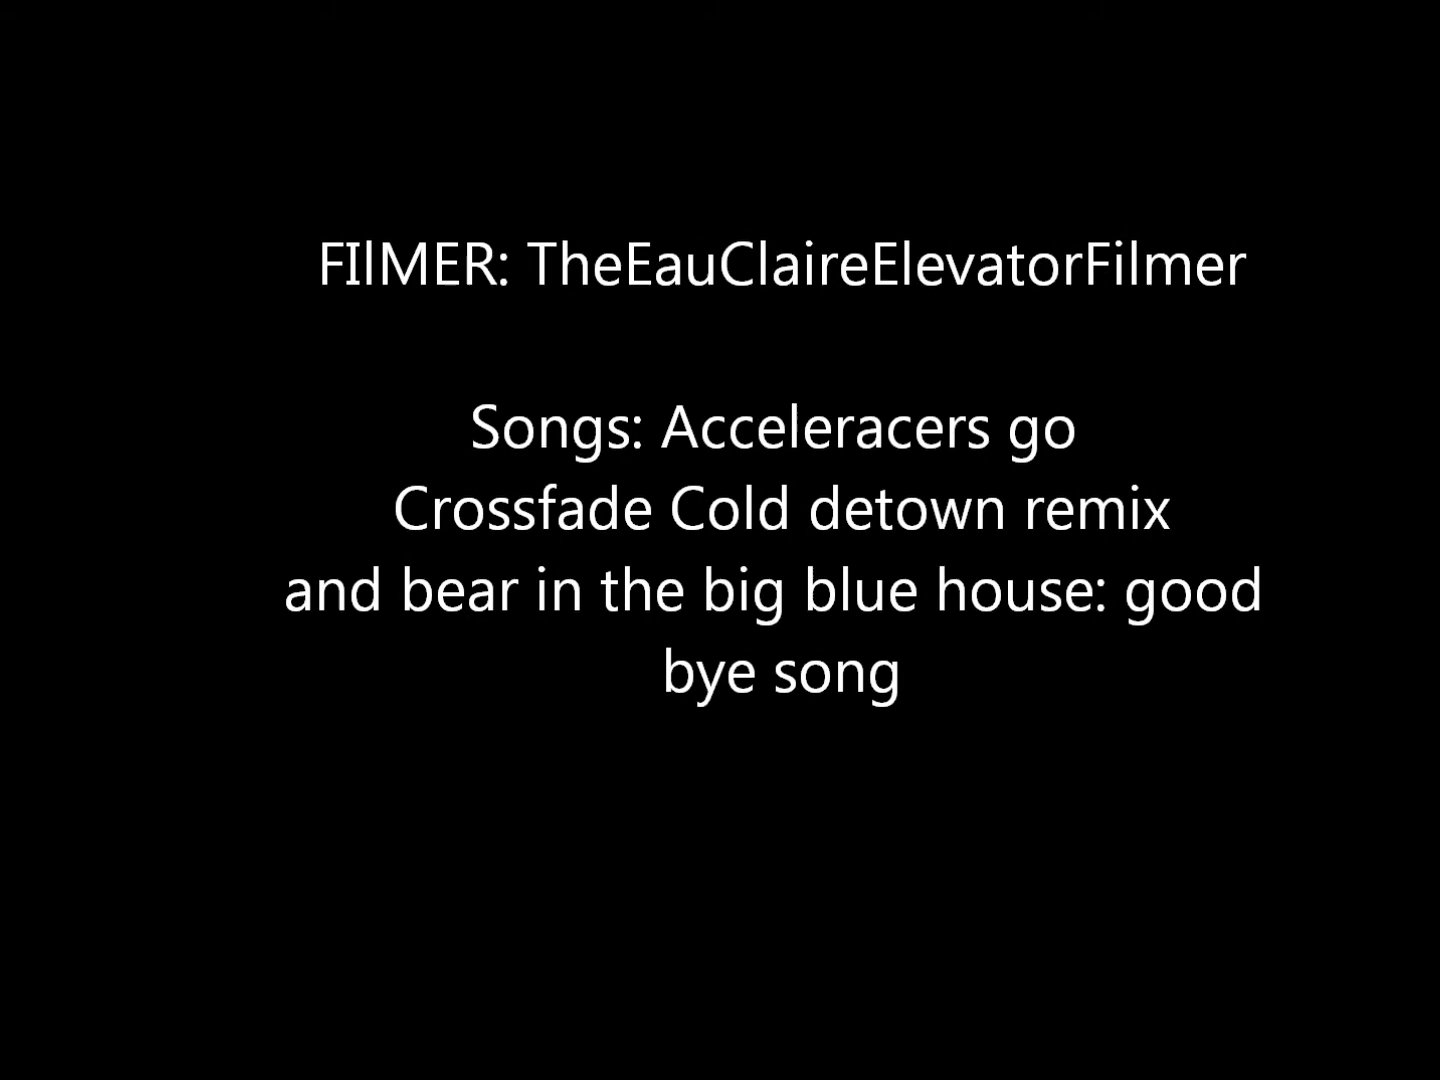 FIlMER: TheEauClaireElevatorFilmer
Songs: Acceleracers go
Crossfade Cold detown remix
and bear in the big blue house: good
bye song